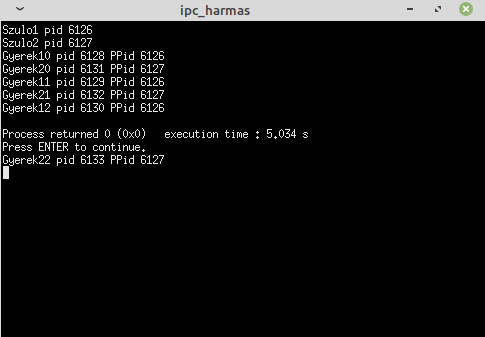 ipc_harmas
Szulo1 pid 6126
Szulo2 pid 6127
Gyerek10 pid 6128 PPid 6126
Gyerek20 pid 6131 PPid 6127
Gyerek11 pid 6129 PPid 6126
Gyerek21 pid 6132 PPid 6127
Gyerek12 pid 6130 PPid 6126
Process returned 0 (0x0)   execution time : 5.034 s
Press ENTER to continue.
Gyerek22 pid 6133 PPid 6127